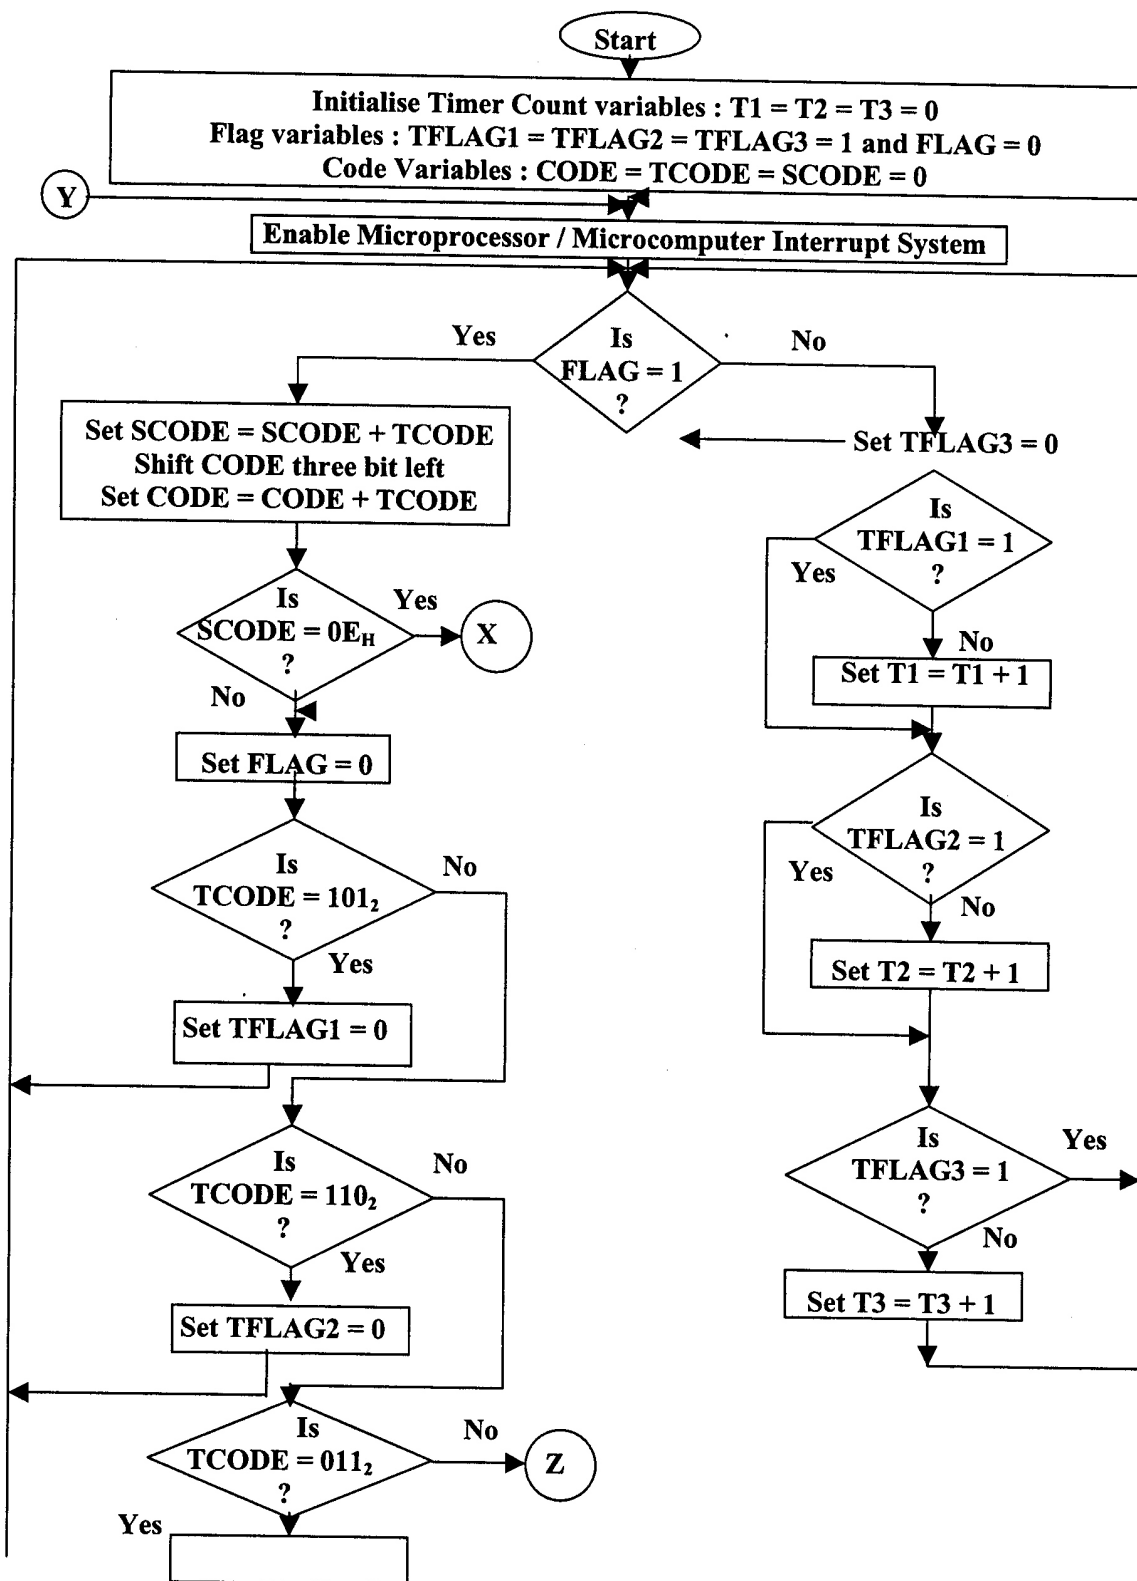 Start
Initialise Timer Count variables : T1 = T2 = T3 = 0
Flag variables : TFLAG1 = TFLAG2 = TFLAG3 = 1 and FLAG = 0
Code Variables : CODE = TCODE = SCODE = 0
Y
Enable Microprocessor / Microcomputer Interrupt System
Is
FLAG = 1
?
Yes
No
Set SCODE = SCODE + TCODE
Shift CODE three bit left
Set CODE = CODE + TCODE
Is
SCODE = 0E_H
?
Yes
X
No
Set FLAG = 0
Is
TCODE = 101₂
?
No
Yes
Set TFLAG1 = 0
Is
TCODE = 110₂
?
No
Yes
Set TFLAG2 = 0
Is
TCODE = 011₂
?
No
Z
Yes
Set TFLAG3 = 0
Is
TFLAG1 = 1
?
Yes
No
Set T1 = T1 + 1
Is
TFLAG2 = 1
?
Yes
No
Set T2 = T2 + 1
Is
TFLAG3 = 1
?
Yes
No
Set T3 = T3 + 1